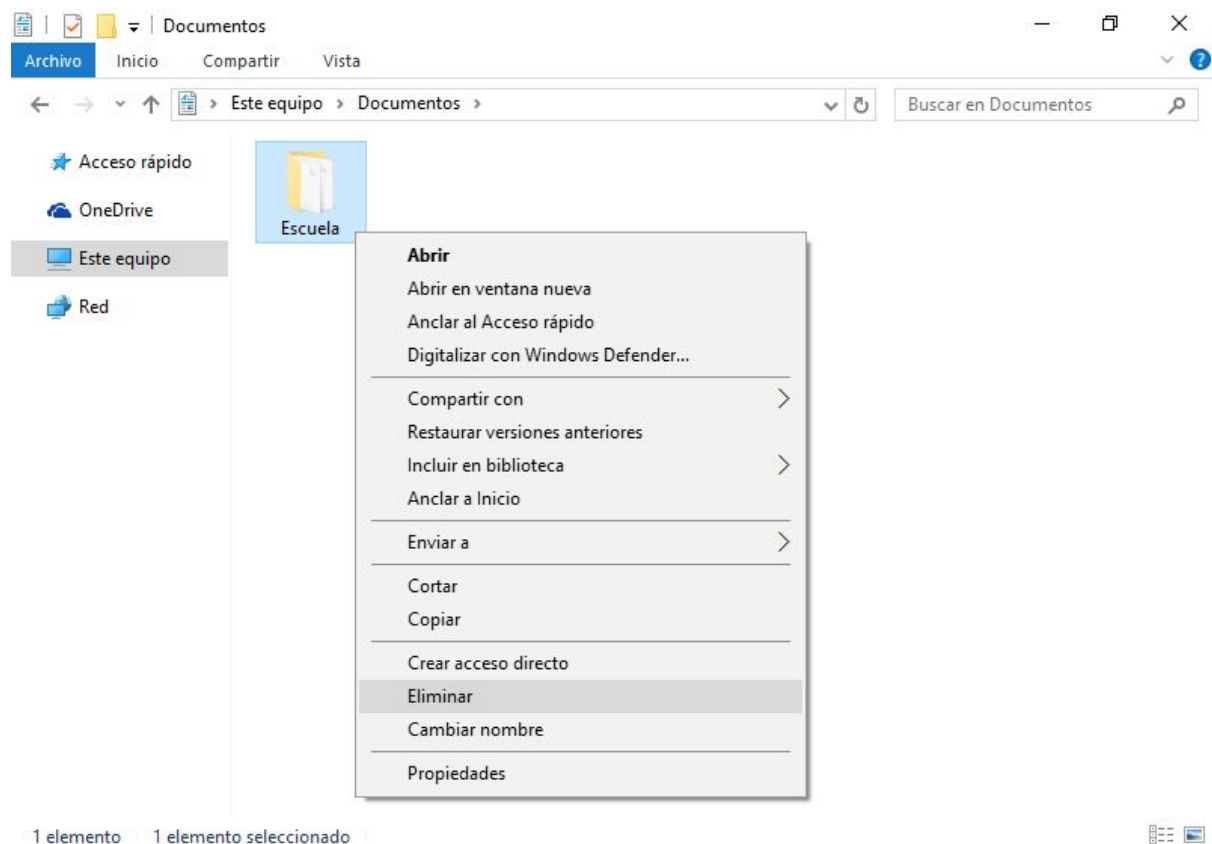 Documentos
Archivo Inicio Compartir Vista
Este equipo Documentos Buscar en Documentos
Acceso rápido
OneDrive
Este equipo
Red
Escuela
Abrir
Abrir en ventana nueva
Anclar al Acceso rápido
Digitalizar con Windows Defender...
Compartir con
Restaurar versiones anteriores
Incluir en biblioteca
Anclar a Inicio
Enviar a
Cortar
Copiar
Crear acceso directo
Eliminar
Cambiar nombre
Propiedades
1 elemento 1 elemento seleccionado